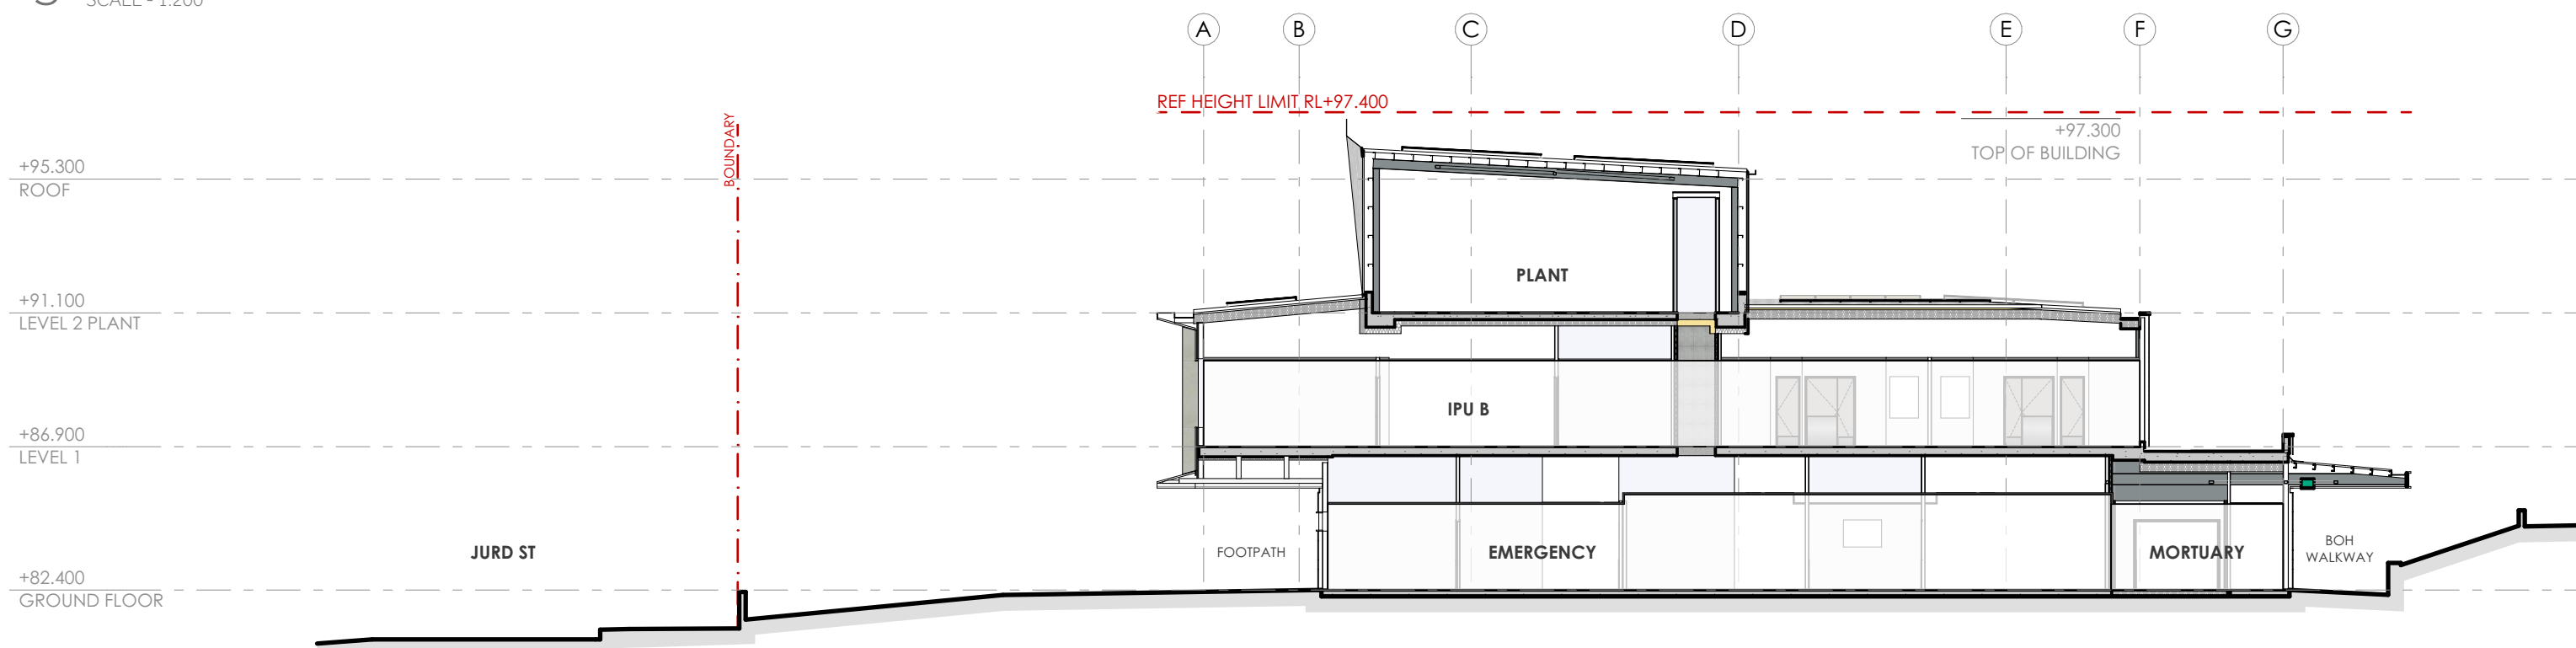 SCALE - 1:200
A B C D E F G
REF HEIGHT LIMIT RL+97.400
BOUNDARY
+97.300
TOP OF BUILDING
+95.300
ROOF
PLANT
+91.100
LEVEL 2 PLANT
IPU B
+86.900
LEVEL 1
JURD ST
FOOTPATH
EMERGENCY
MORTUARY
BOH
WALKWAY
+82.400
GROUND FLOOR